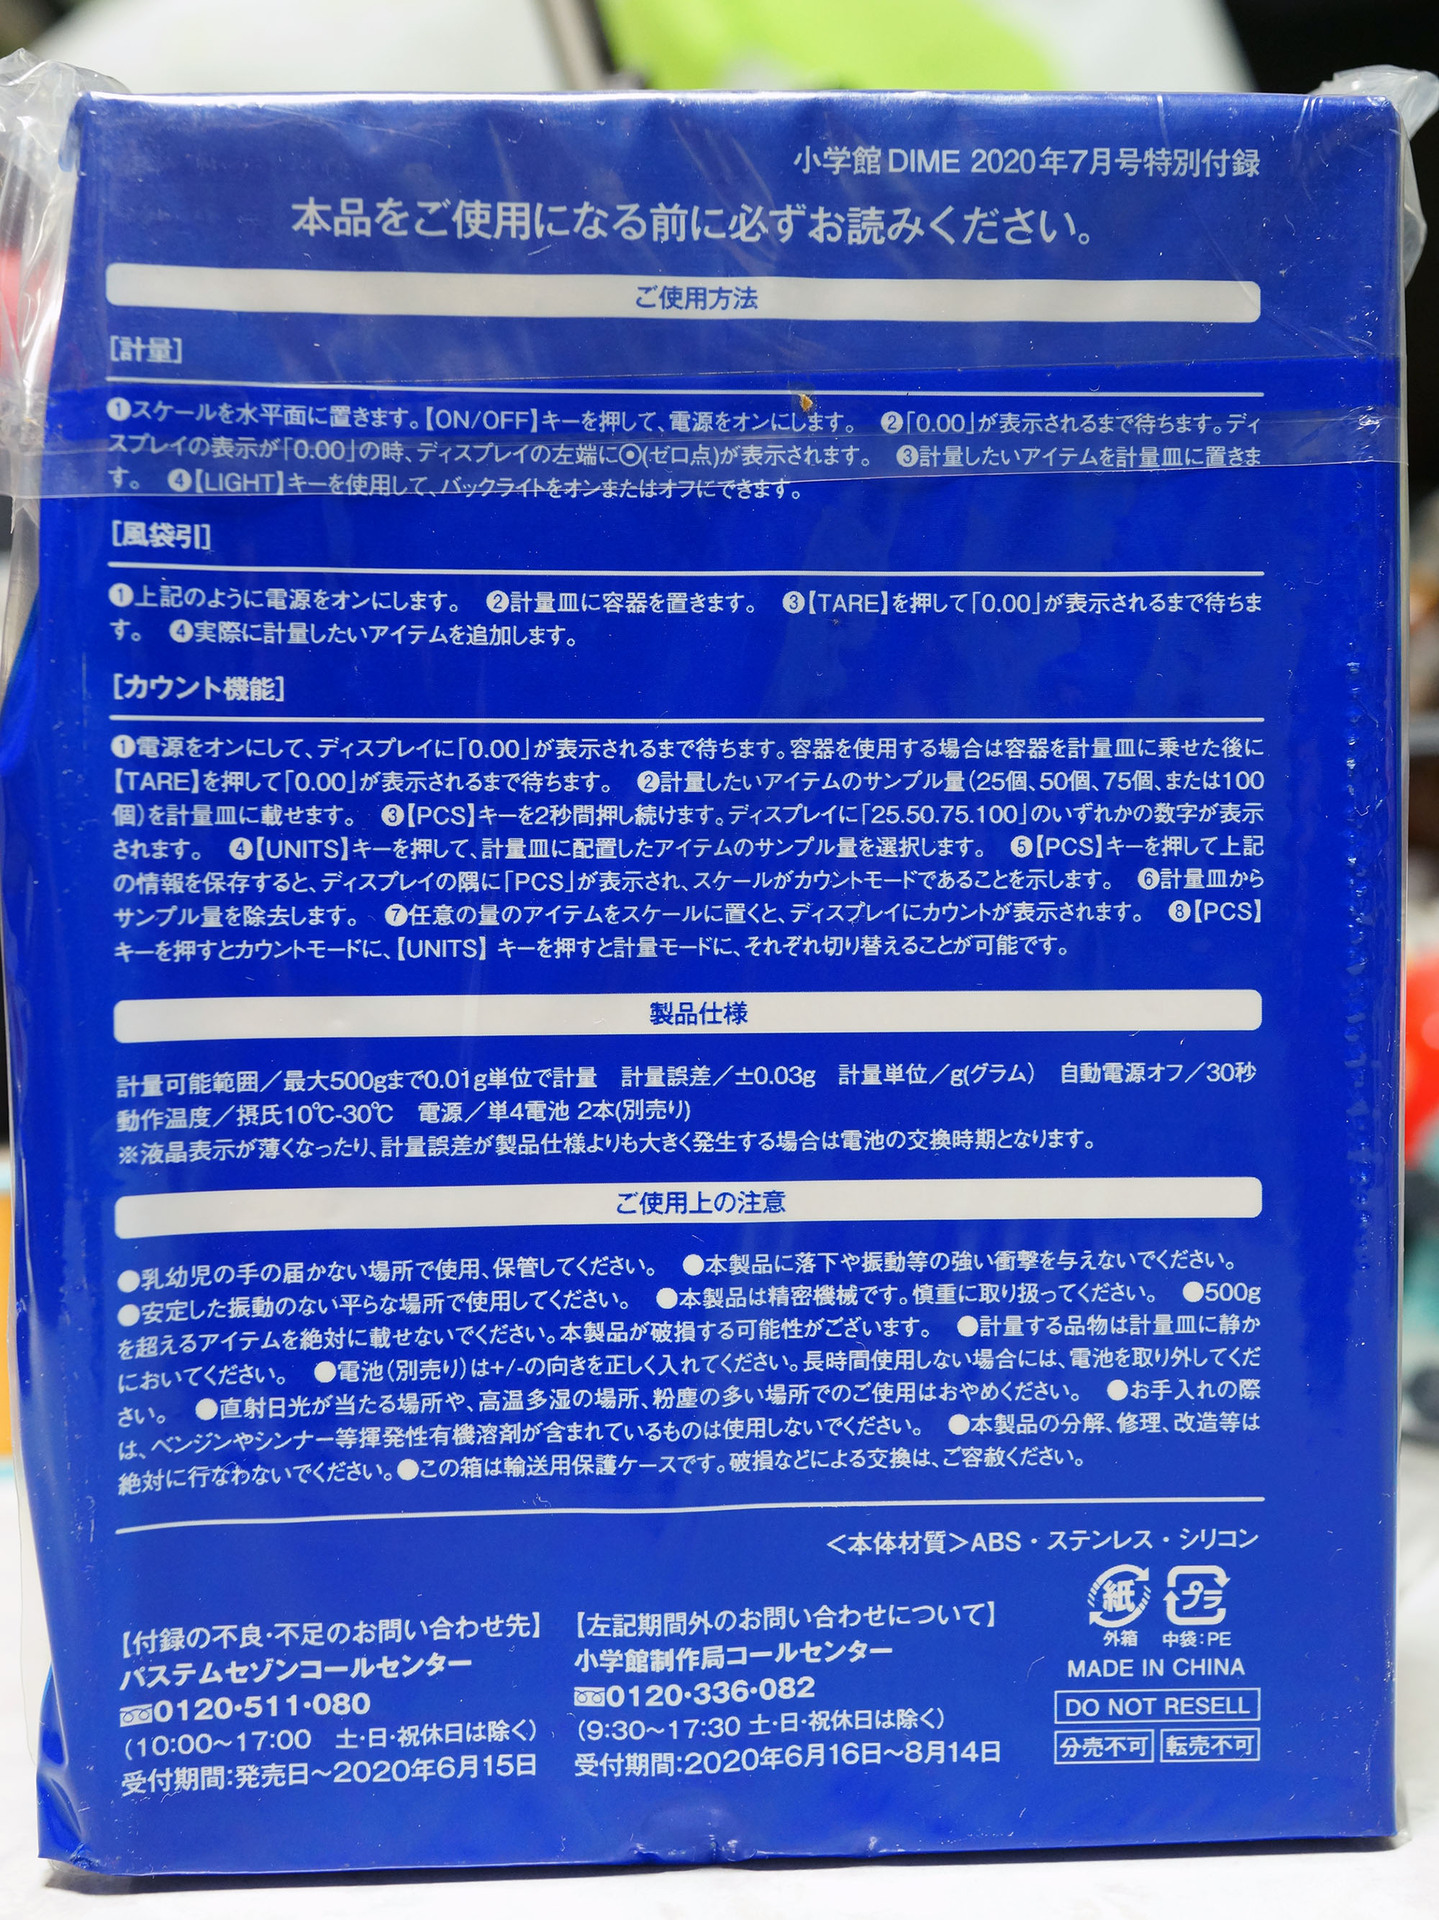 小学館DIME 2020年7月号特別付録
本品をご使用になる前に必ずお読みください。
ご使用方法
[計量]
❶スケールを水平面に置きます。【ON/OFF】キーを押して、電源をオンにします。 ❷「0.00」が表示されるまで待ちます。ディ
スプレイの表示が「0.00」の時、ディスプレイの左端に⦿(ゼロ点)が表示されます。 ❸計量したいアイテムを計量皿に置きま
す。 ❹【LIGHT】キーを使用して、バックライトをオンまたはオフにできます。
[風袋引]
❶上記のように電源をオンにします。 ❷計量皿に容器を置きます。 ❸【TARE】を押して「0.00」が表示されるまで待ちま
す。 ❹実際に計量したいアイテムを追加します。
[カウント機能]
❶電源をオンにして、ディスプレイに「0.00」が表示されるまで待ちます。容器を使用する場合は容器を計量皿に乗せた後に
【TARE】を押して「0.00」が表示されるまで待ちます。 ❷計量したいアイテムのサンプル量(25個、50個、75個、または100
個)を計量皿に載せます。 ❸【PCS】キーを2秒間押し続けます。ディスプレイに「25.50.75.100」のいずれかの数字が表示
されます。 ❹【UNITS】キーを押して、計量皿に配置したアイテムのサンプル量を選択します。 ❺【PCS】キーを押して上記
の情報を保存すると、ディスプレイの隅に「PCS」が表示され、スケールがカウントモードであることを示します。 ❻計量皿から
サンプル量を除去します。 ❼任意の量のアイテムをスケールに置くと、ディスプレイにカウントが表示されます。 ❽【PCS】
キーを押すとカウントモードに、【UNITS】 キーを押すと計量モードに、それぞれ切り替えることが可能です。
製品仕様
計量可能範囲／最大500gまで0.01g単位で計量 計量誤差／±0.03g 計量単位／g(グラム) 自動電源オフ／30秒
動作温度／摂氏10℃-30℃ 電源／単4電池 2本(別売り)
※液晶表示が薄くなったり、計量誤差が製品仕様よりも大きく発生する場合は電池の交換時期となります。
ご使用上の注意
●乳幼児の手の届かない場所で使用、保管してください。 ●本製品に落下や振動等の強い衝撃を与えないでください。
●安定した振動のない平らな場所で使用してください。 ●本製品は精密機械です。慎重に取り扱ってください。 ●500g
を超えるアイテムを絶対に載せないでください。本製品が破損する可能性がございます。 ●計量する品物は計量皿に静か
においてください。 ●電池(別売り)は+/-の向きを正しく入れてください。長時間使用しない場合には、電池を取り外してくだ
さい。 ●直射日光が当たる場所や、高温多湿の場所、粉塵の多い場所でのご使用はおやめください。 ●お手入れの際
は、ベンジンやシンナー等揮発性有機溶剤が含まれているものは使用しないでください。 ●本製品の分解、修理、改造等は
絶対に行なわないでください。●この箱は輸送用保護ケースです。破損などによる交換は、ご容赦ください。
＜本体材質＞ABS・ステンレス・シリコン
紙 プラ
外箱 中袋:PE
MADE IN CHINA
DO NOT RESELL
分売不可 転売不可
【付録の不良・不足のお問い合わせ先】
パステムセゾンコールセンター
0120・511・080
(10:00〜17:00 土・日・祝休日は除く)
受付期間:発売日〜2020年6月15日
【左記期間外のお問い合わせについて】
小学館制作局コールセンター
0120・336・082
(9:30〜17:30 土・日・祝休日は除く)
受付期間:2020年6月16日〜8月14日